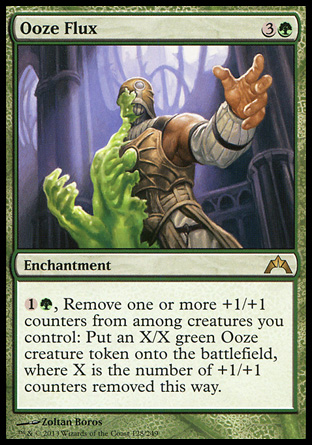 Ooze Flux 3
Enchantment
1, Remove one or more +1/+1
counters from among creatures you
control: Put an X/X green Ooze
creature token onto the battlefield,
where X is the number of +1/+1
counters removed this way.
Zoltan Boros
™ & © 2013 Wizards of the Coast 128/249